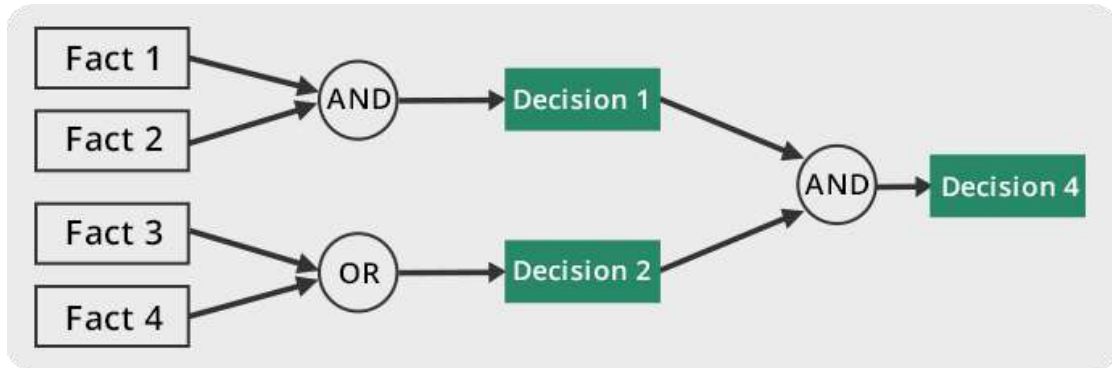 Fact 1
Fact 2
AND
Decision 1
Fact 3
Fact 4
OR
Decision 2
AND
Decision 4